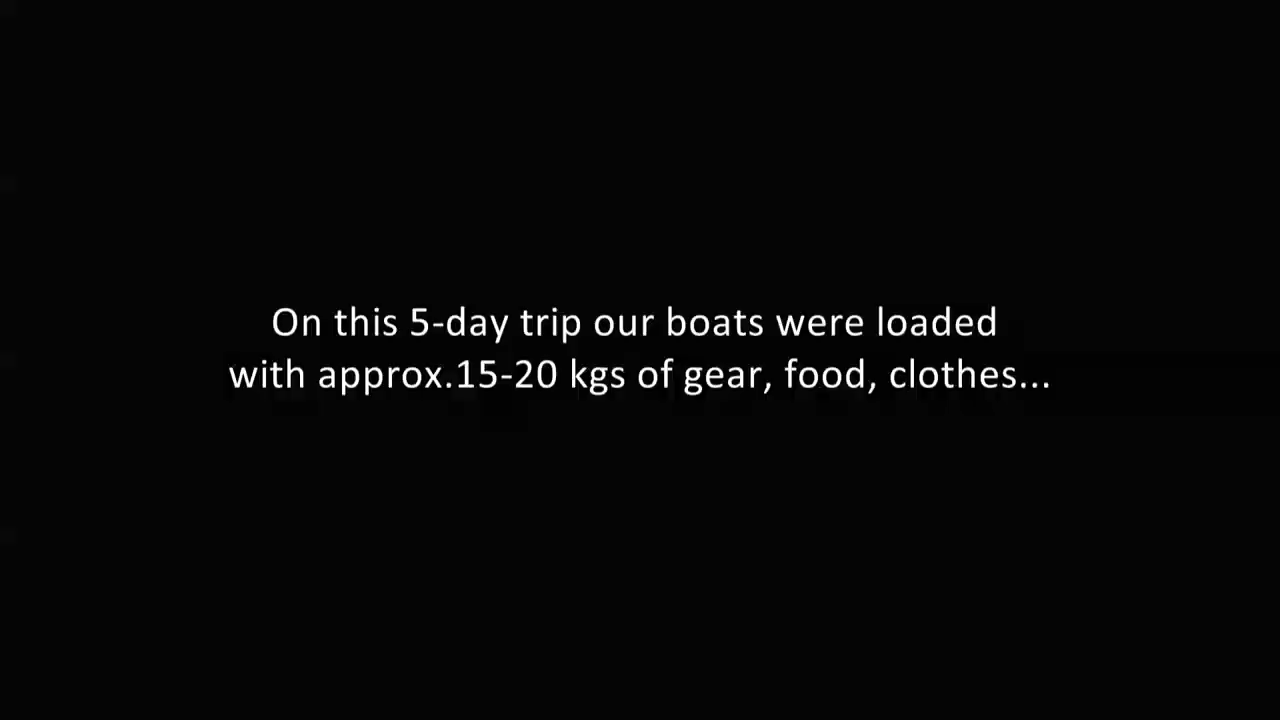 On this 5-day trip our boats were loaded
with approx.15-20 kgs of gear, food, clothes...